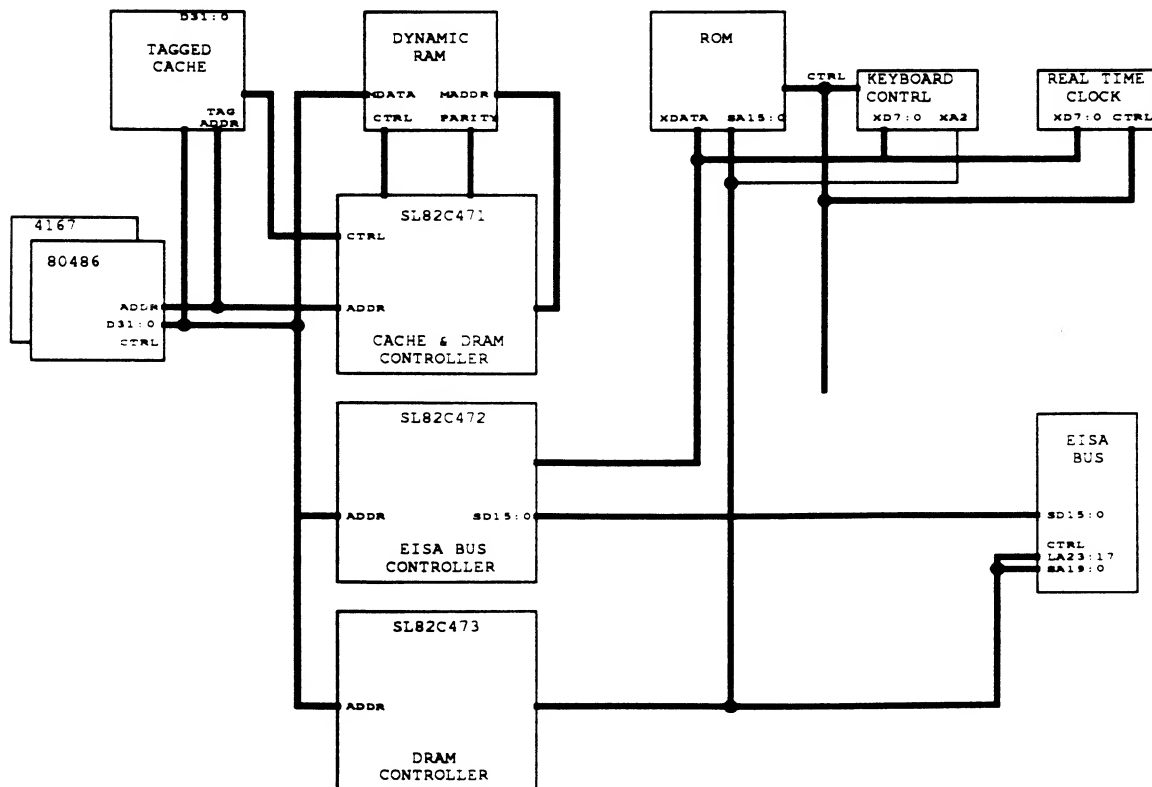 D31:0
TAGGED
CACHE
TAG
ADDR
DYNAMIC
RAM
MDATA MADDR
CTRL PARITY
ROM
XDATA SA15:0
CTRL
KEYBOARD
CONTRL
XD7:0 XA2
REAL TIME
CLOCK
XD7:0 CTRL
4167
80486
ADDR
D31:0
CTRL
SL82C471
CTRL
ADDR
CACHE & DRAM
CONTROLLER
SL82C472
ADDR SD15:0
EISA BUS
CONTROLLER
EISA
BUS
SD15:0
CTRL
LA23:17
SA19:0
SL82C473
ADDR
DRAM
CONTROLLER